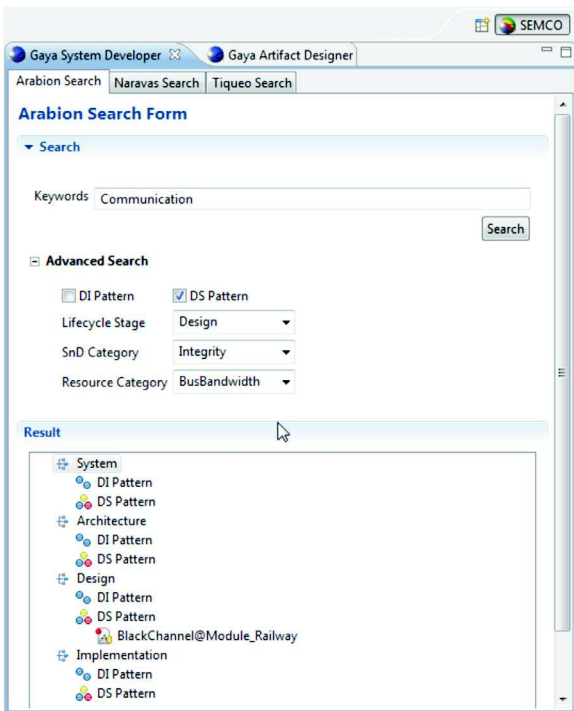 SEMCO
Gaya System Developer Gaya Artifact Designer
Arabion Search Naravas Search Tiqueo Search
Arabion Search Form
Search
Keywords Communication
Search
Advanced Search
DI Pattern DS Pattern
Lifecycle Stage Design
SnD Category Integrity
Resource Category BusBandwidth
Result
System
DI Pattern
DS Pattern
Architecture
DI Pattern
DS Pattern
Design
DI Pattern
DS Pattern
BlackChannel@Module_Railway
Implementation
DI Pattern
DS Pattern